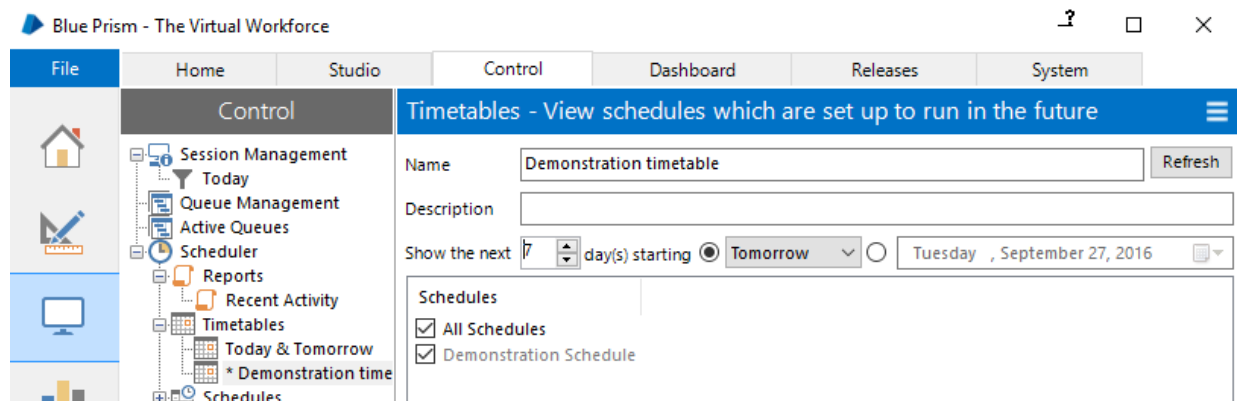 Blue Prism - The Virtual Workforce
?
File Home Studio Control Dashboard Releases System
Control
Timetables - View schedules which are set up to run in the future
Session Management
Today
Queue Management
Active Queues
Scheduler
Reports
Recent Activity
Timetables
Today & Tomorrow
* Demonstration time
Schedules
Name Demonstration timetable Refresh
Description
Show the next 7 day(s) starting Tomorrow Tuesday , September 27, 2016
Schedules
All Schedules
Demonstration Schedule